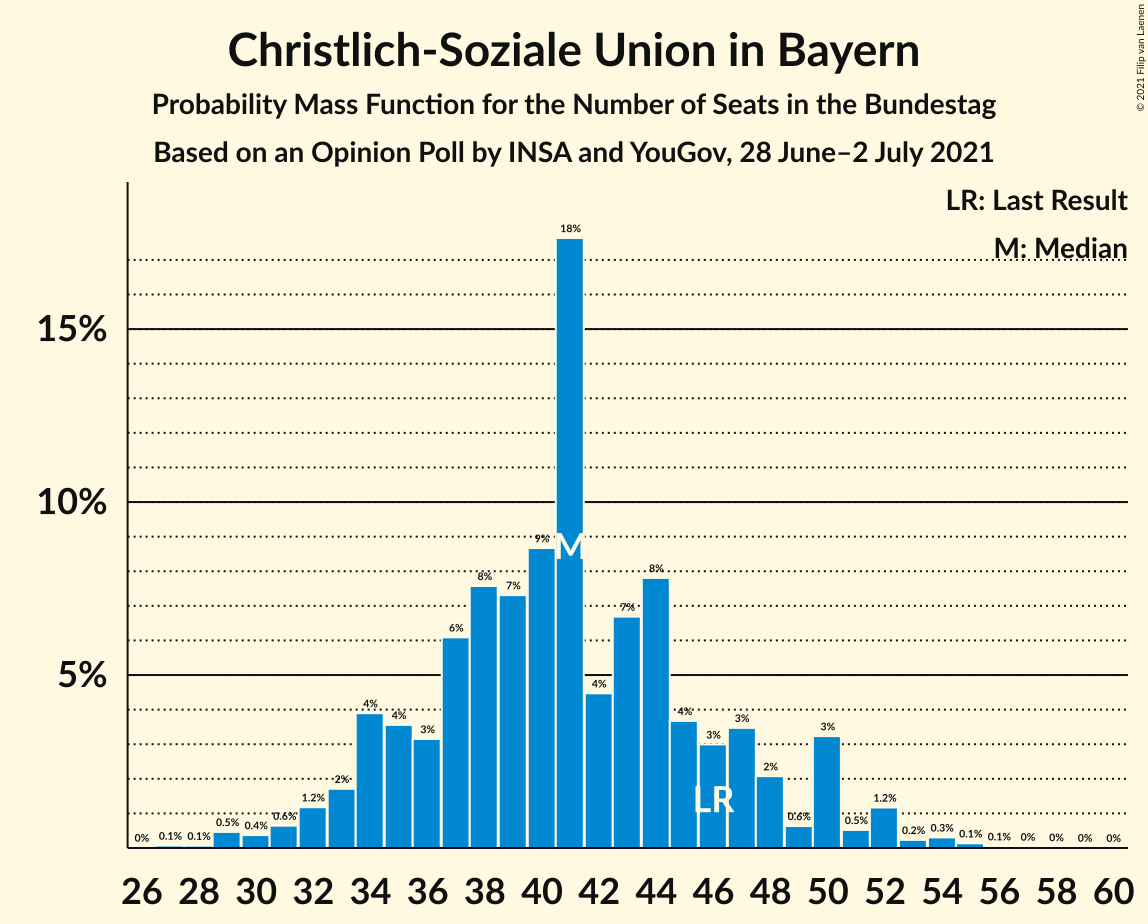 Christlich-Soziale Union in Bayern
Probability Mass Function for the Number of Seats in the Bundestag
Based on an Opinion Poll by INSA and YouGov, 28 June–2 July 2021
© 2021 Filip van Laenen
LR: Last Result
M: Median
15%
10%
5%
0% 0.1% 0.1% 0.5% 0.4% 0.6% 1.2% 2% 4% 4% 3% 6% 8% 7% 9% 18% 4% 7% 8% 4% 3% 3% 2% 0.6% 3% 0.5% 1.2% 0.2% 0.3% 0.1% 0.1% 0% 0% 0% 0%
M
LR
26 28 30 32 34 36 38 40 42 44 46 48 50 52 54 56 58 60